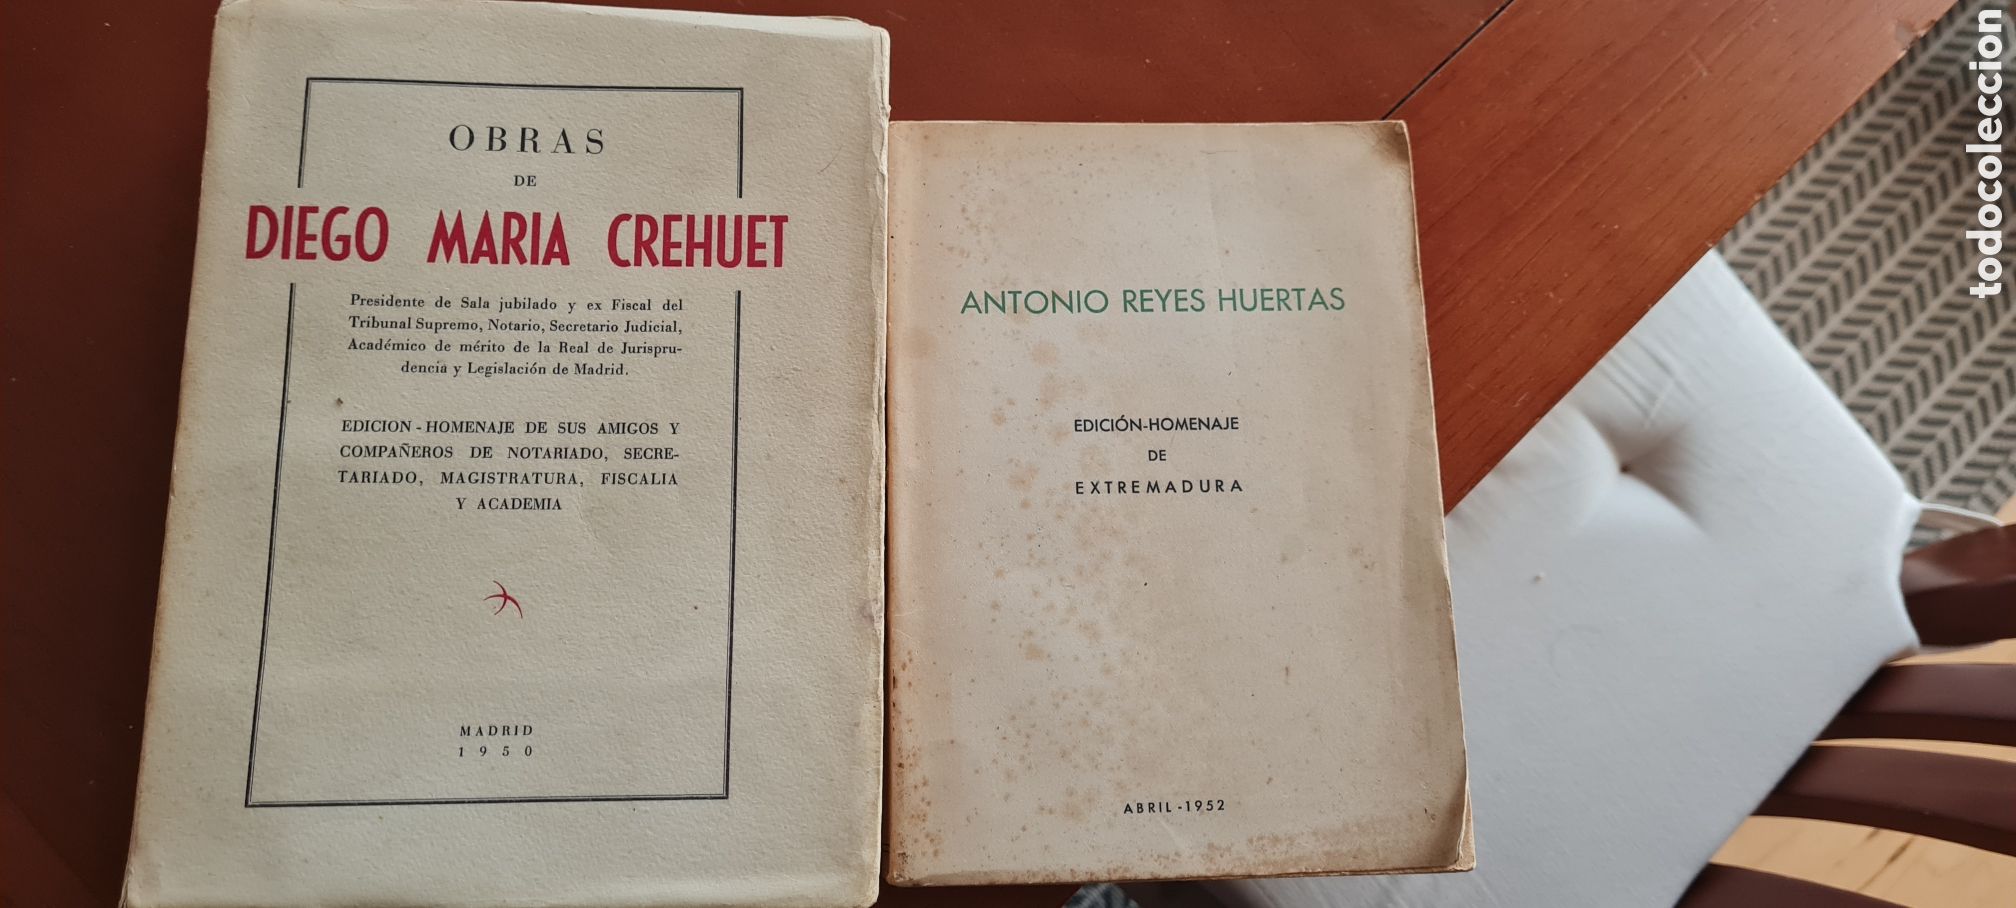 OBRAS
DE
DIEGO MARIA CREHUET
Presidente de Sala jubilado y ex Fiscal del
Tribunal Supremo, Notario, Secretario Judicial,
Académico de mérito de la Real de Jurispru-
dencia y Legislación de Madrid.
EDICION - HOMENAJE DE SUS AMIGOS Y
COMPAÑEROS DE NOTARIADO, SECRE-
TARIADO, MAGISTRATURA, FISCALIA
Y ACADEMIA
MADRID
1950
ANTONIO REYES HUERTAS
EDICIÓN-HOMENAJE
DE
EXTREMADURA
ABRIL - 1952
todocoleccion